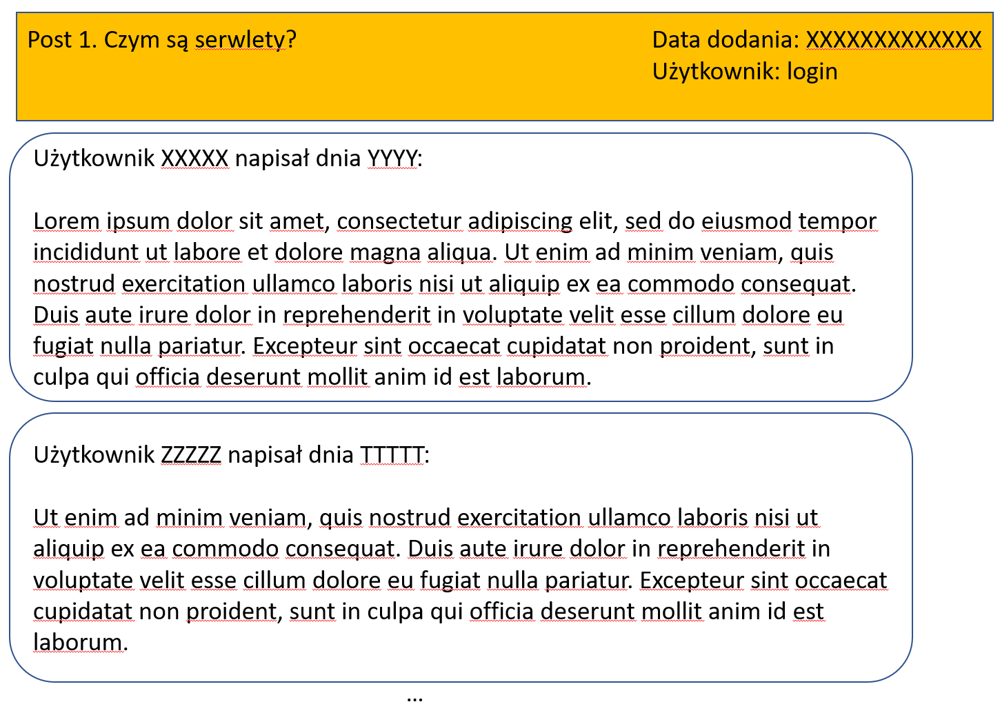 Post 1. Czym są serwlety?
Data dodania: XXXXXXXXXXXXX
Użytkownik: login
Użytkownik XXXXX napisał dnia YYYY:
Lorem ipsum dolor sit amet, consectetur adipiscing elit, sed do eiusmod tempor
incididunt ut labore et dolore magna aliqua. Ut enim ad minim veniam, quis
nostrud exercitation ullamco laboris nisi ut aliquip ex ea commodo consequat.
Duis aute irure dolor in reprehenderit in voluptate velit esse cillum dolore eu
fugiat nulla pariatur. Excepteur sint occaecat cupidatat non proident, sunt in
culpa qui officia deserunt mollit anim id est laborum.
Użytkownik ZZZZZ napisał dnia TTTTT:
Ut enim ad minim veniam, quis nostrud exercitation ullamco laboris nisi ut
aliquip ex ea commodo consequat. Duis aute irure dolor in reprehenderit in
voluptate velit esse cillum dolore eu fugiat nulla pariatur. Excepteur sint occaecat
cupidatat non proident, sunt in culpa qui officia deserunt mollit anim id est
laborum.
...